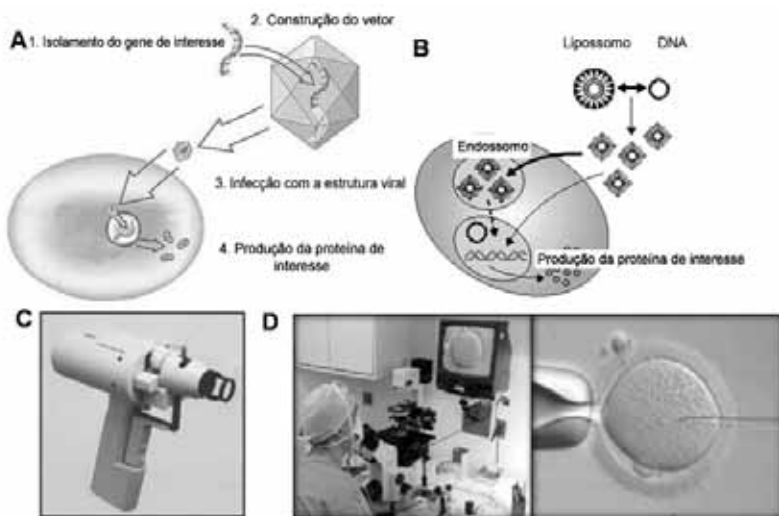 A
1. Isolamento do gene de interesse
2. Construção do vetor
3. Infecção com a estrutura viral
4. Produção da proteína de
interesse
B
Lipossomo
DNA
Endossomo
Produção da proteína de interesse
C
D